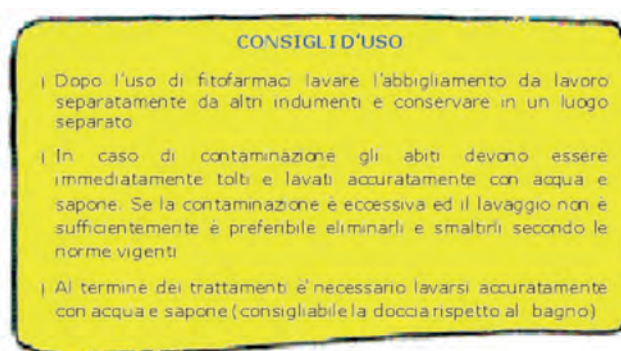 CONSIGLI D'USO
Dopo l'uso di fitofarmaci lavare l'abbigliamento da lavoro
separatamente da altri indumenti e conservare in un luogo
separato
In caso di contaminazione gli abiti devono essere
immediatamente tolti e lavati accuratamente con acqua e
sapone. Se la contaminazione è eccessiva ed il lavaggio non è
sufficientemente è preferibile eliminarli e smaltirli secondo le
norme vigenti
Al termine dei trattamenti e' necessario lavarsi accuratamente
con acqua e sapone (consigliabile la doccia rispetto al bagno)